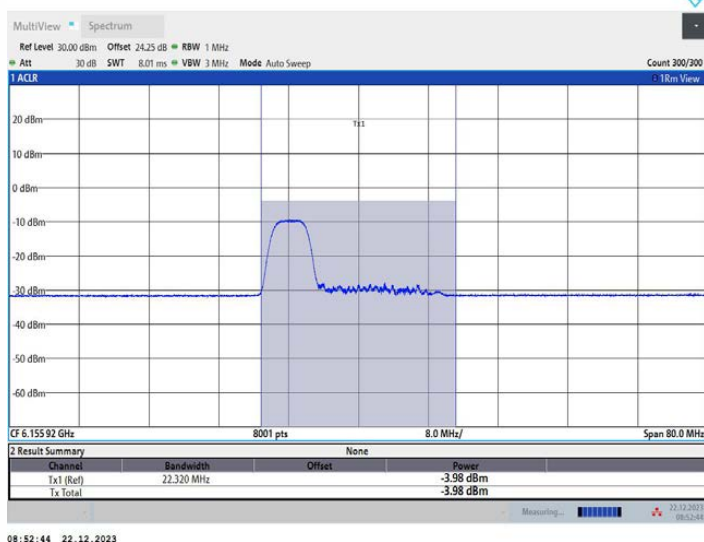 MultiView Spectrum
Ref Level 30.00 dBm Offset 24.25 dB RBW 1 MHz
Att 30 dB SWT 8.01 ms VBW 3 MHz Mode Auto Sweep Count 300/300
1 ACLR 1Rm View
Tx1
20 dBm
10 dBm
0 dBm
-10 dBm
-20 dBm
-30 dBm
-40 dBm
-50 dBm
-60 dBm
CF 6.155 92 GHz 8001 pts 8.0 MHz/ Span 80.0 MHz
2 Result Summary None
Channel Bandwidth Offset Power
Tx1 (Ref) 22.320 MHz -3.98 dBm
Tx Total -3.98 dBm
Measuring... 22.12.2023
08:52:44
08:52:44 22.12.2023